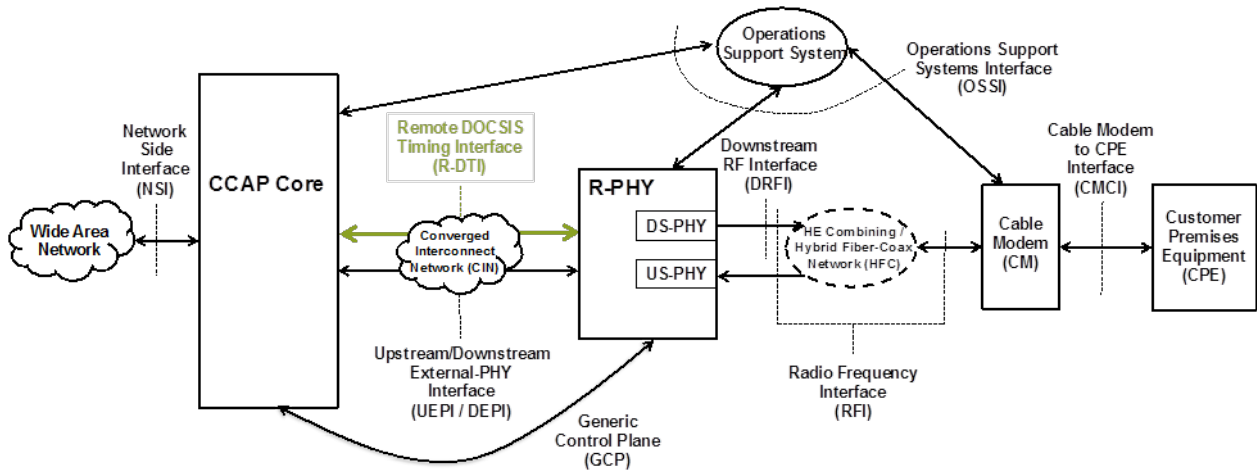 Operations
Support System
Operations Support
Systems Interface
(OSSI)
Network
Side
Interface
(NSI)
Remote DOCSIS
Timing Interface
(R-DTI)
Cable Modem
to CPE
Interface
(CMCI)
Downstream
RF Interface
(DRFI)
CCAP Core
R-PHY
Wide Area
Network
Converged
Interconnect
Network (CIN)
DS-PHY
US-PHY
HE Combining /
Hybrid Fiber-Coax
Network (HFC)
Cable
Modem
(CM)
Customer
Premises
Equipment
(CPE)
Upstream/Downstream
External-PHY
Interface
(UEPI / DEPI)
Radio Frequency
Interface
(RFI)
Generic
Control Plane
(GCP)